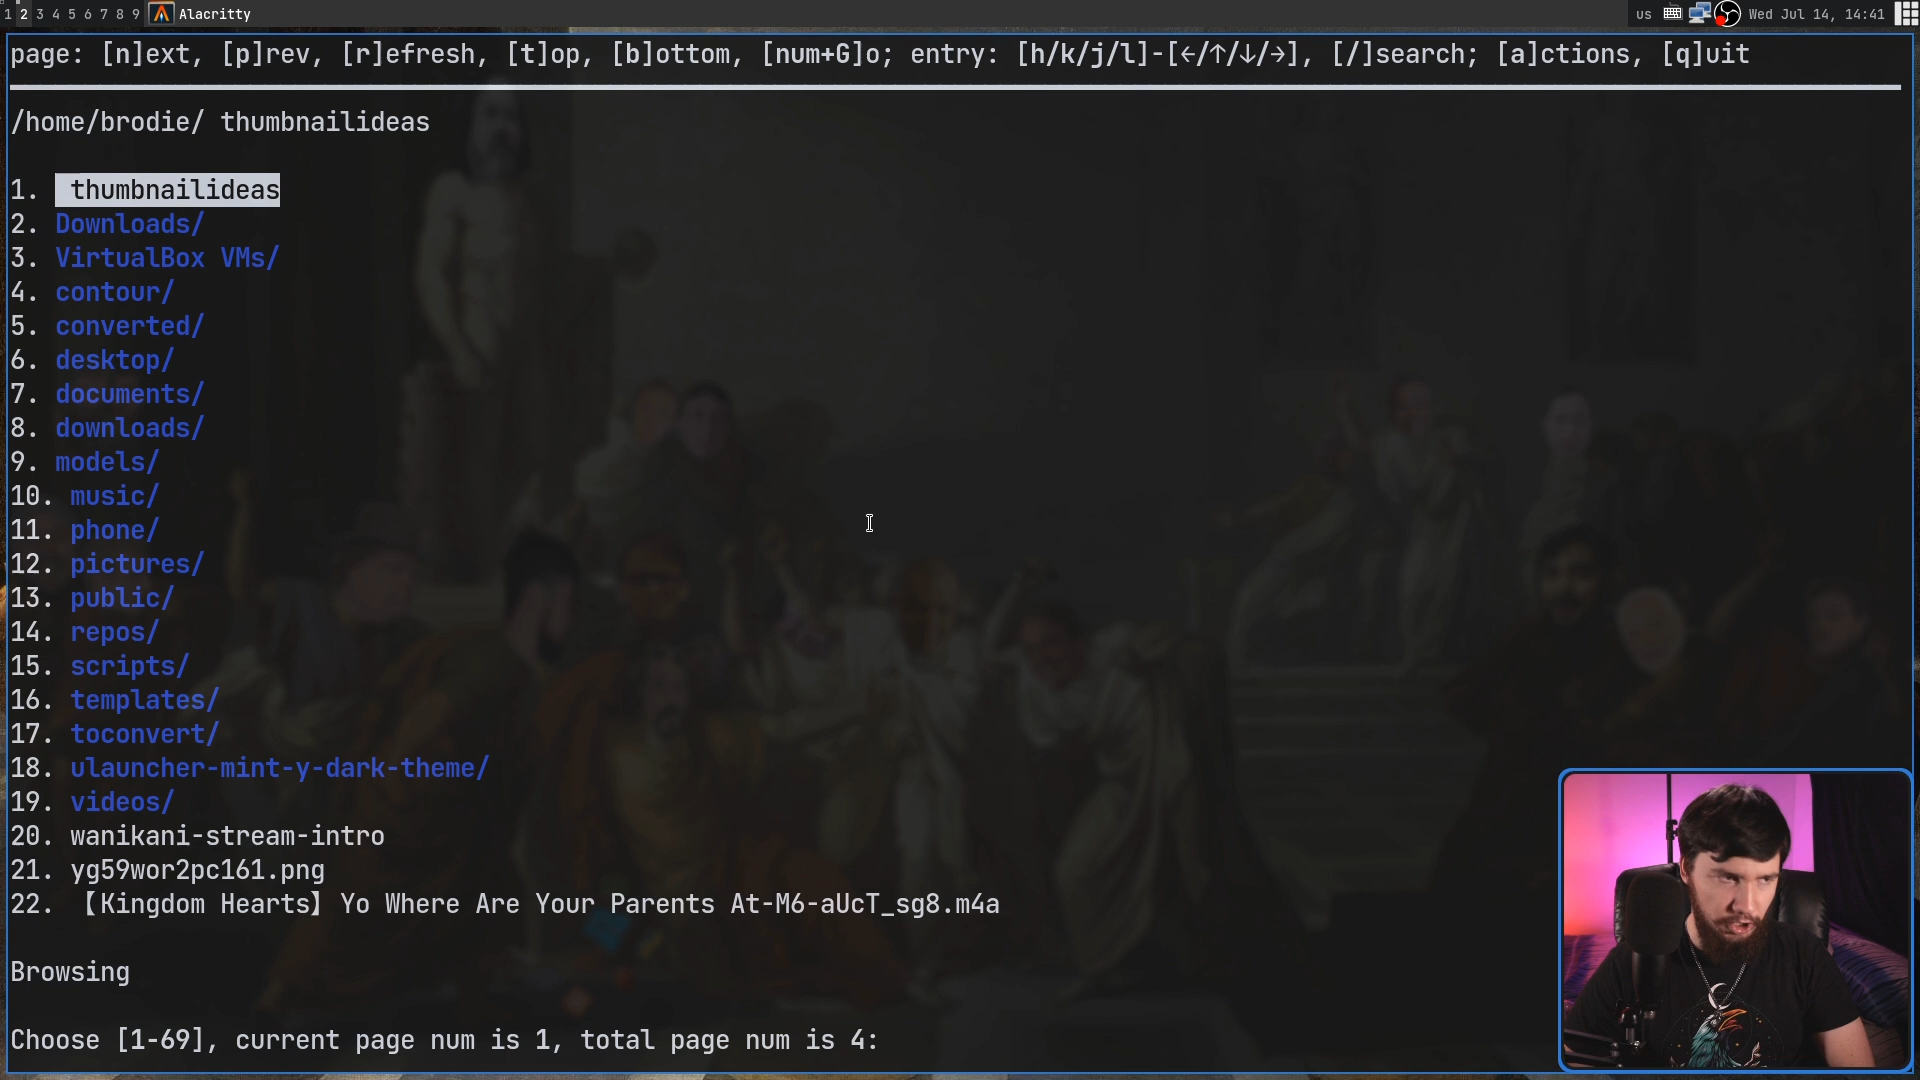 1 2 3 4 5 6 7 8 9 Alacritty us Wed Jul 14, 14:41
page: [n]ext, [p]rev, [r]efresh, [t]op, [b]ottom, [num+G]o; entry: [h/k/j/l]-[←/↑/↓/→], [/]search; [a]ctions, [q]uit
/home/brodie/ thumbnailideas
1. thumbnailideas
2. Downloads/
3. VirtualBox VMs/
4. contour/
5. converted/
6. desktop/
7. documents/
8. downloads/
9. models/
10. music/
11. phone/
12. pictures/
13. public/
14. repos/
15. scripts/
16. templates/
17. toconvert/
18. ulauncher-mint-y-dark-theme/
19. videos/
20. wanikani-stream-intro
21. yg59wor2pc161.png
22. 【Kingdom Hearts】 Yo Where Are Your Parents At-M6-aUcT_sg8.m4a
Browsing
Choose [1-69], current page num is 1, total page num is 4: